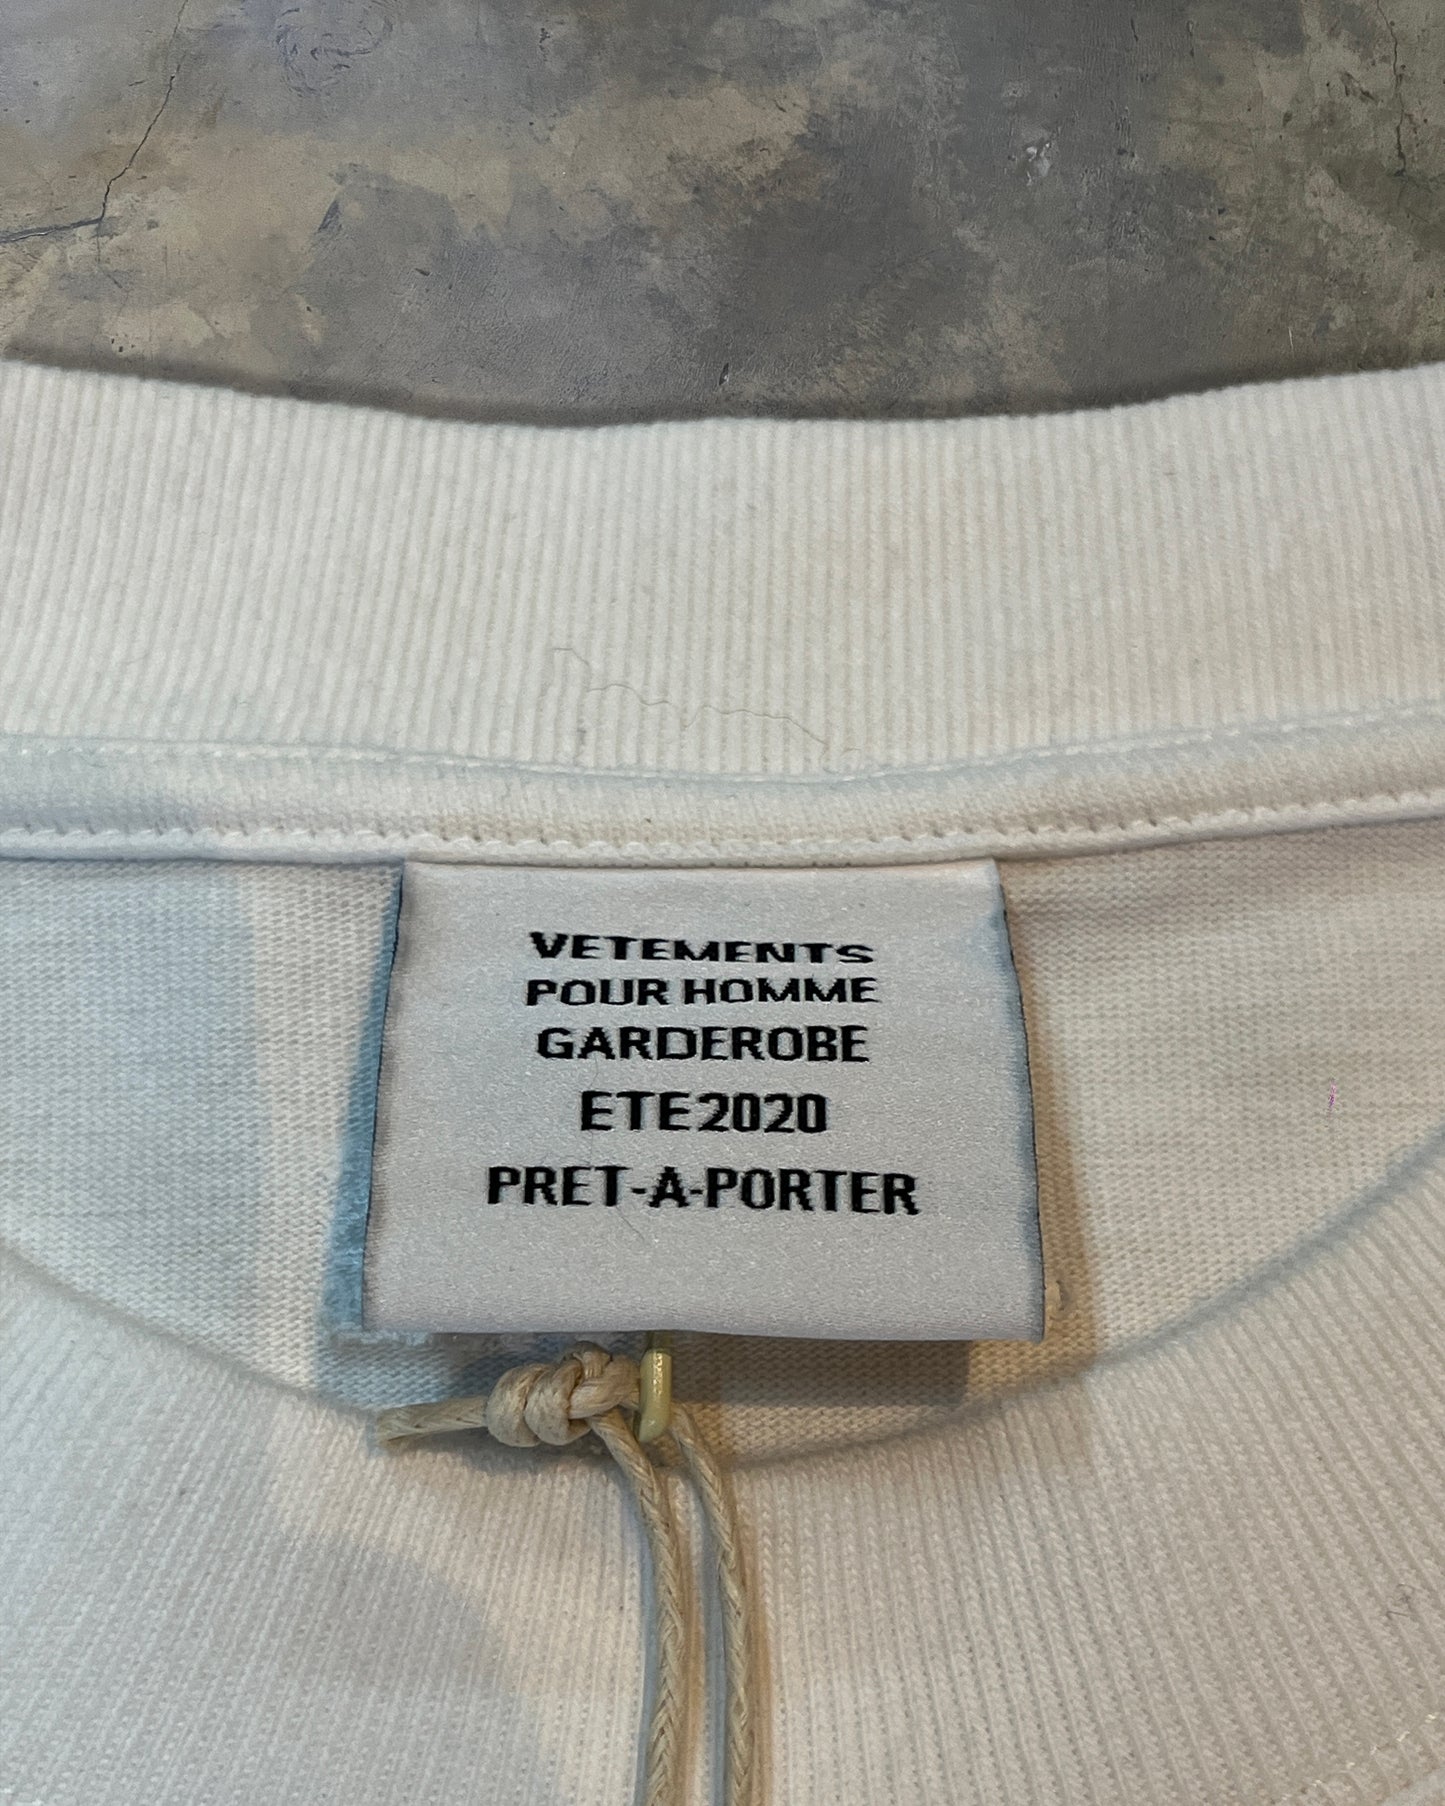 VETEMENTS
POUR HOMME
GARDEROBE
ETE2020
PRET-A-PORTER